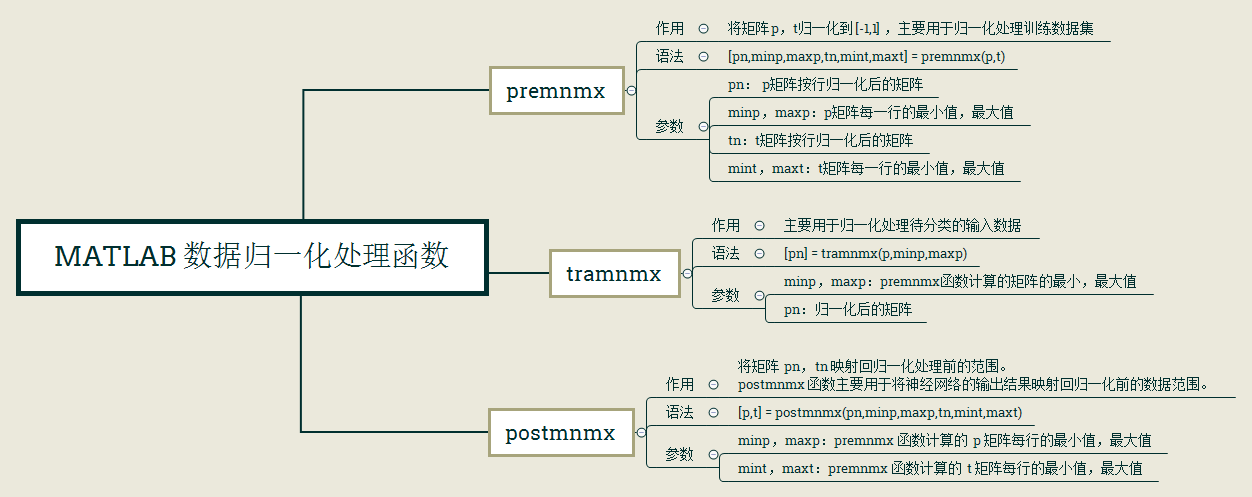 MATLAB 数据归一化处理函数
premnmx
作用
将矩阵 p，t归一化到 [-1,1] ，主要用于归一化处理训练数据集
语法
[pn,minp,maxp,tn,mint,maxt] = premnmx(p,t)
参数
pn： p矩阵按行归一化后的矩阵
minp，maxp：p矩阵每一行的最小值，最大值
tn：t矩阵按行归一化后的矩阵
mint，maxt：t矩阵每一行的最小值，最大值
tramnmx
作用
主要用于归一化处理待分类的输入数据
语法
[pn] = tramnmx(p,minp,maxp)
参数
minp，maxp：premnmx函数计算的矩阵的最小，最大值
pn：归一化后的矩阵
postmnmx
作用
将矩阵 pn，tn 映射回归一化处理前的范围。
postmnmx 函数主要用于将神经网络的输出结果映射回归一化前的数据范围。
语法
[p,t] = postmnmx(pn,minp,maxp,tn,mint,maxt)
参数
minp，maxp：premnmx 函数计算的 p 矩阵每行的最小值，最大值
mint，maxt：premnmx 函数计算的 t 矩阵每行的最小值，最大值